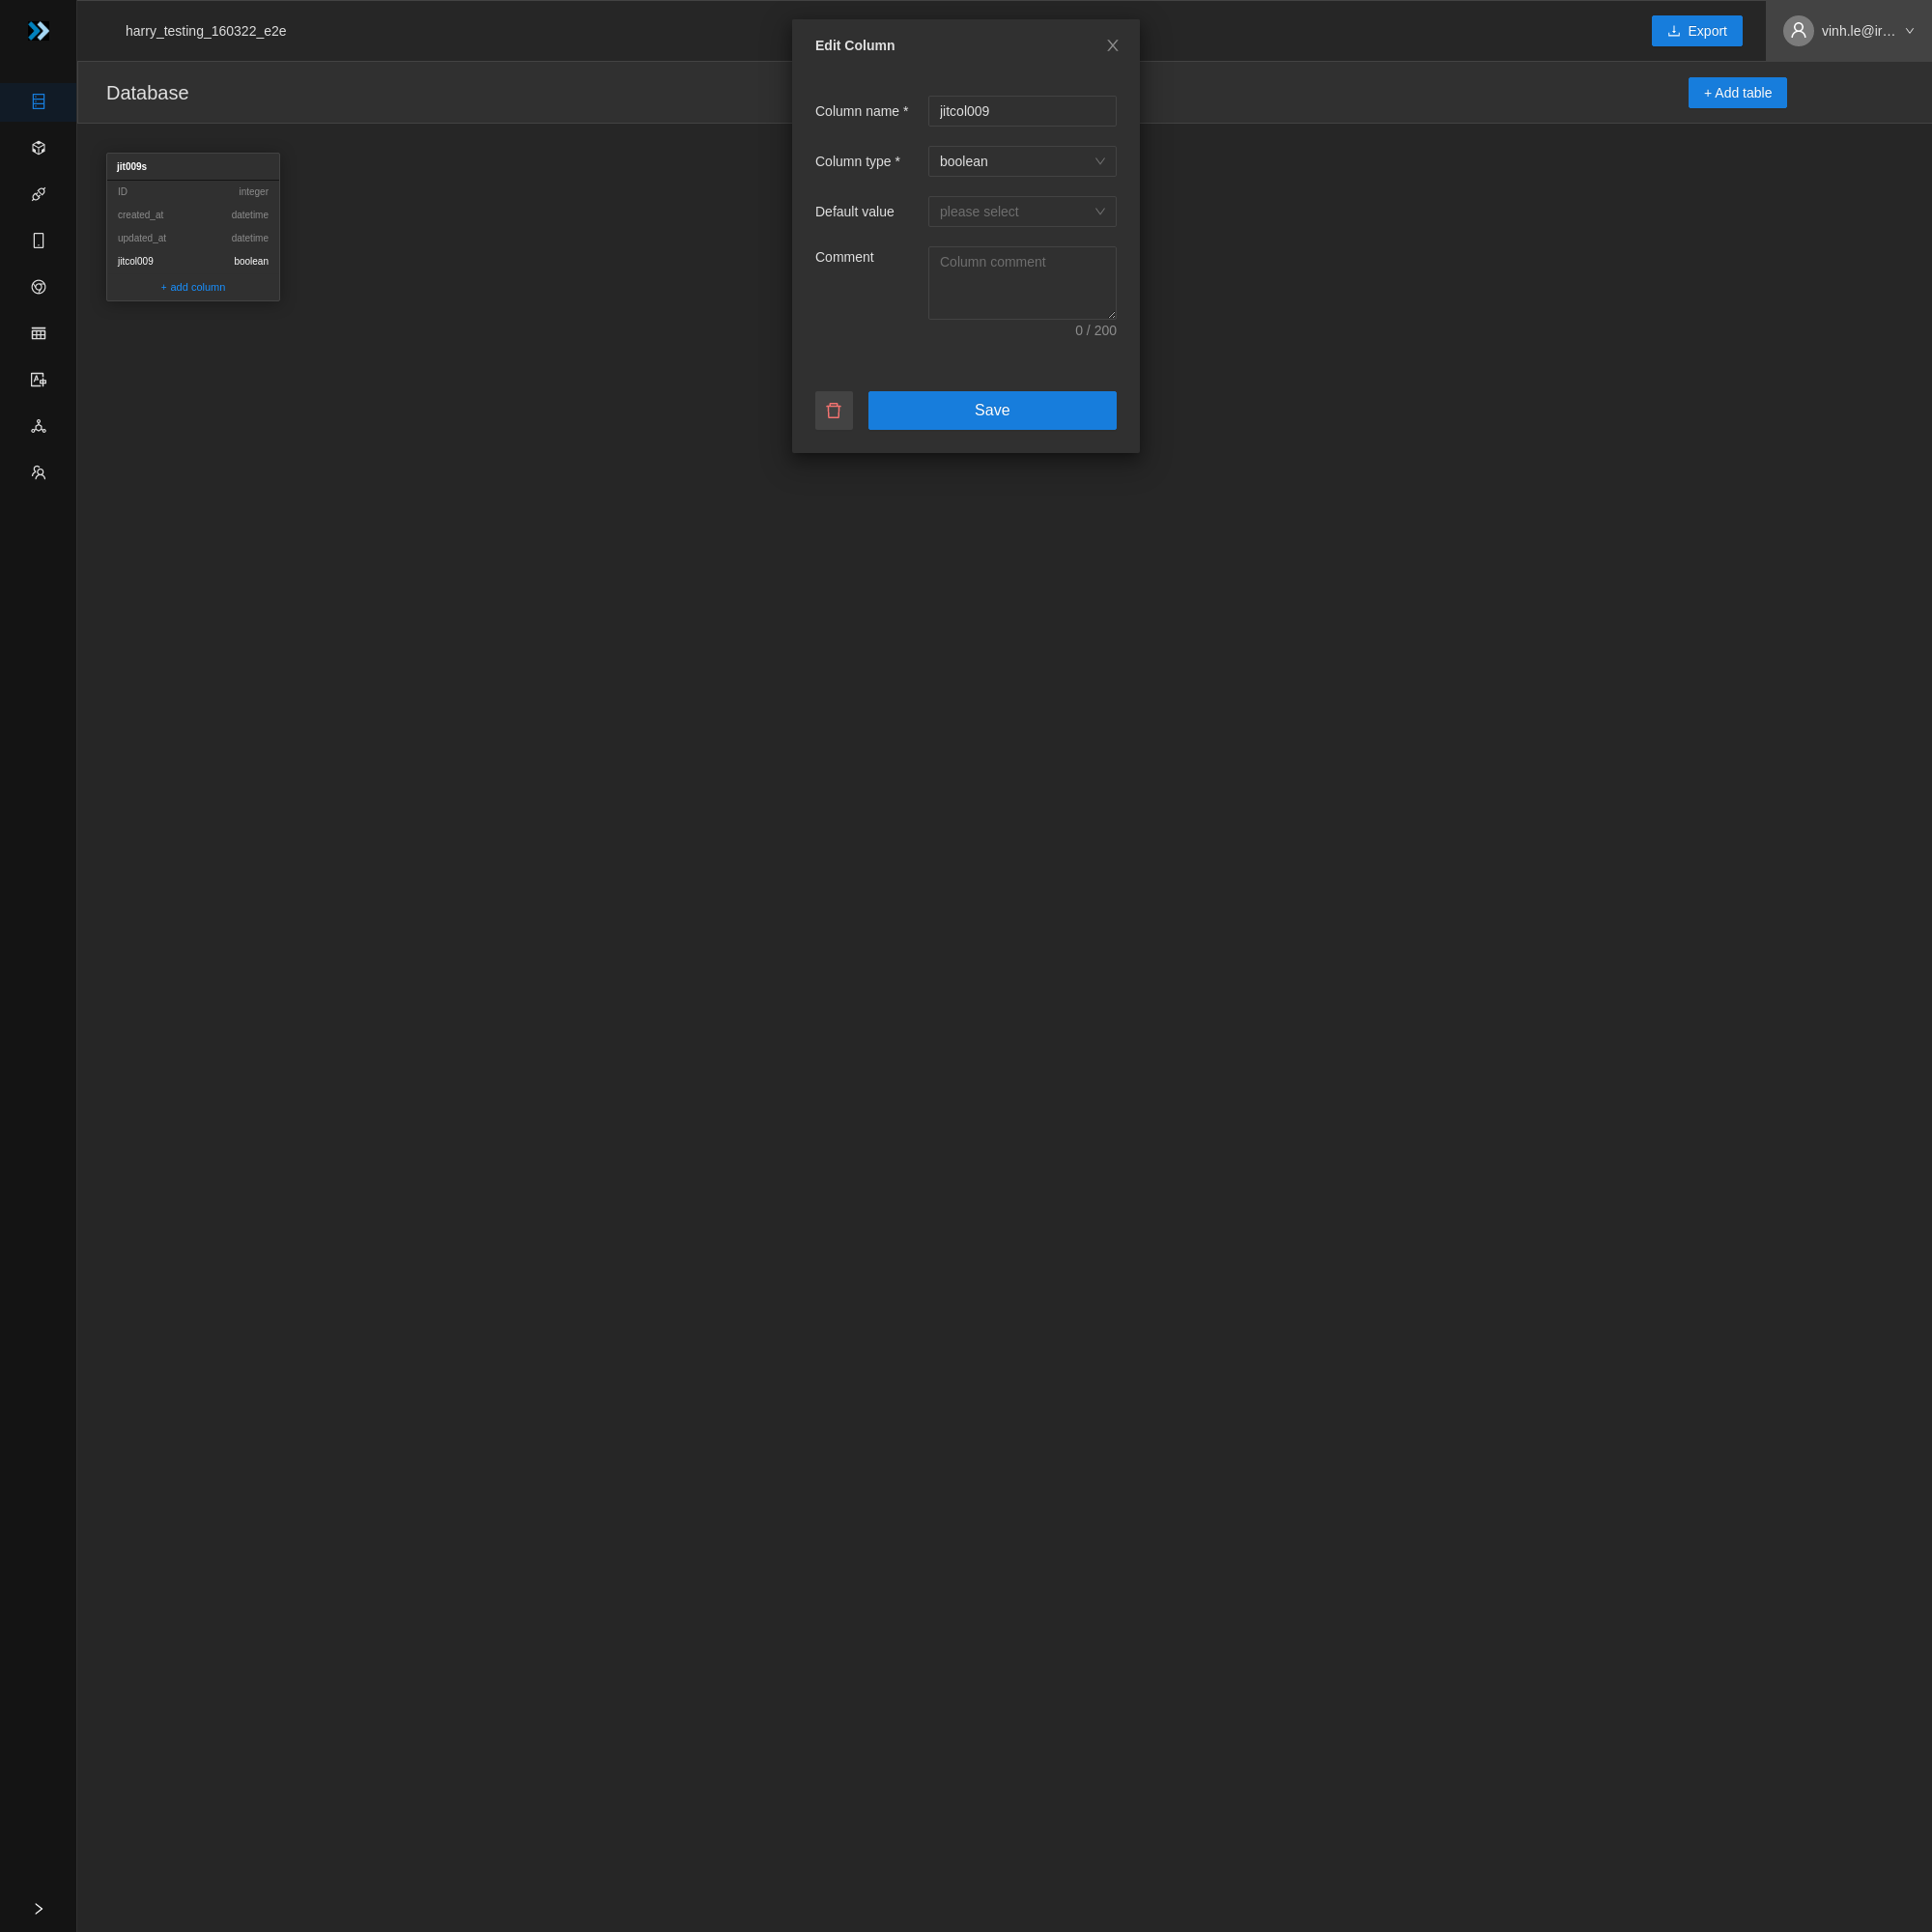 harry_testing_160322_e2e
Export
vinh.le@ir…
Database
+ Add table
jit009s
ID integer
created_at datetime
updated_at datetime
jitcol009 boolean
+ add column
Edit Column
Column name * jitcol009
Column type * boolean
Default value please select
Comment Column comment
0 / 200
Save